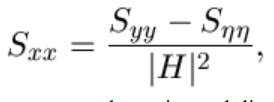 S_{xx} = \frac{S_{yy} - S_{\eta\eta}}{|H|^2},